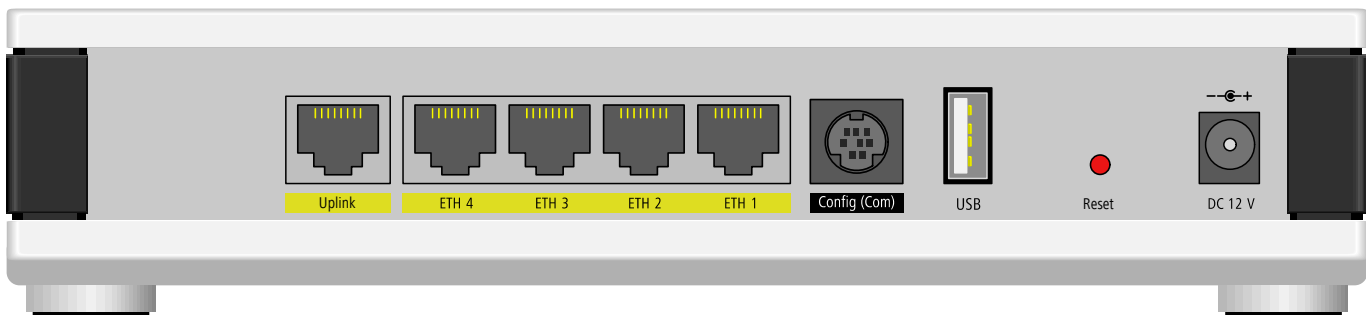 Uplink
ETH 4
ETH 3
ETH 2
ETH 1
Config (Com)
USB
Reset
DC 12 V